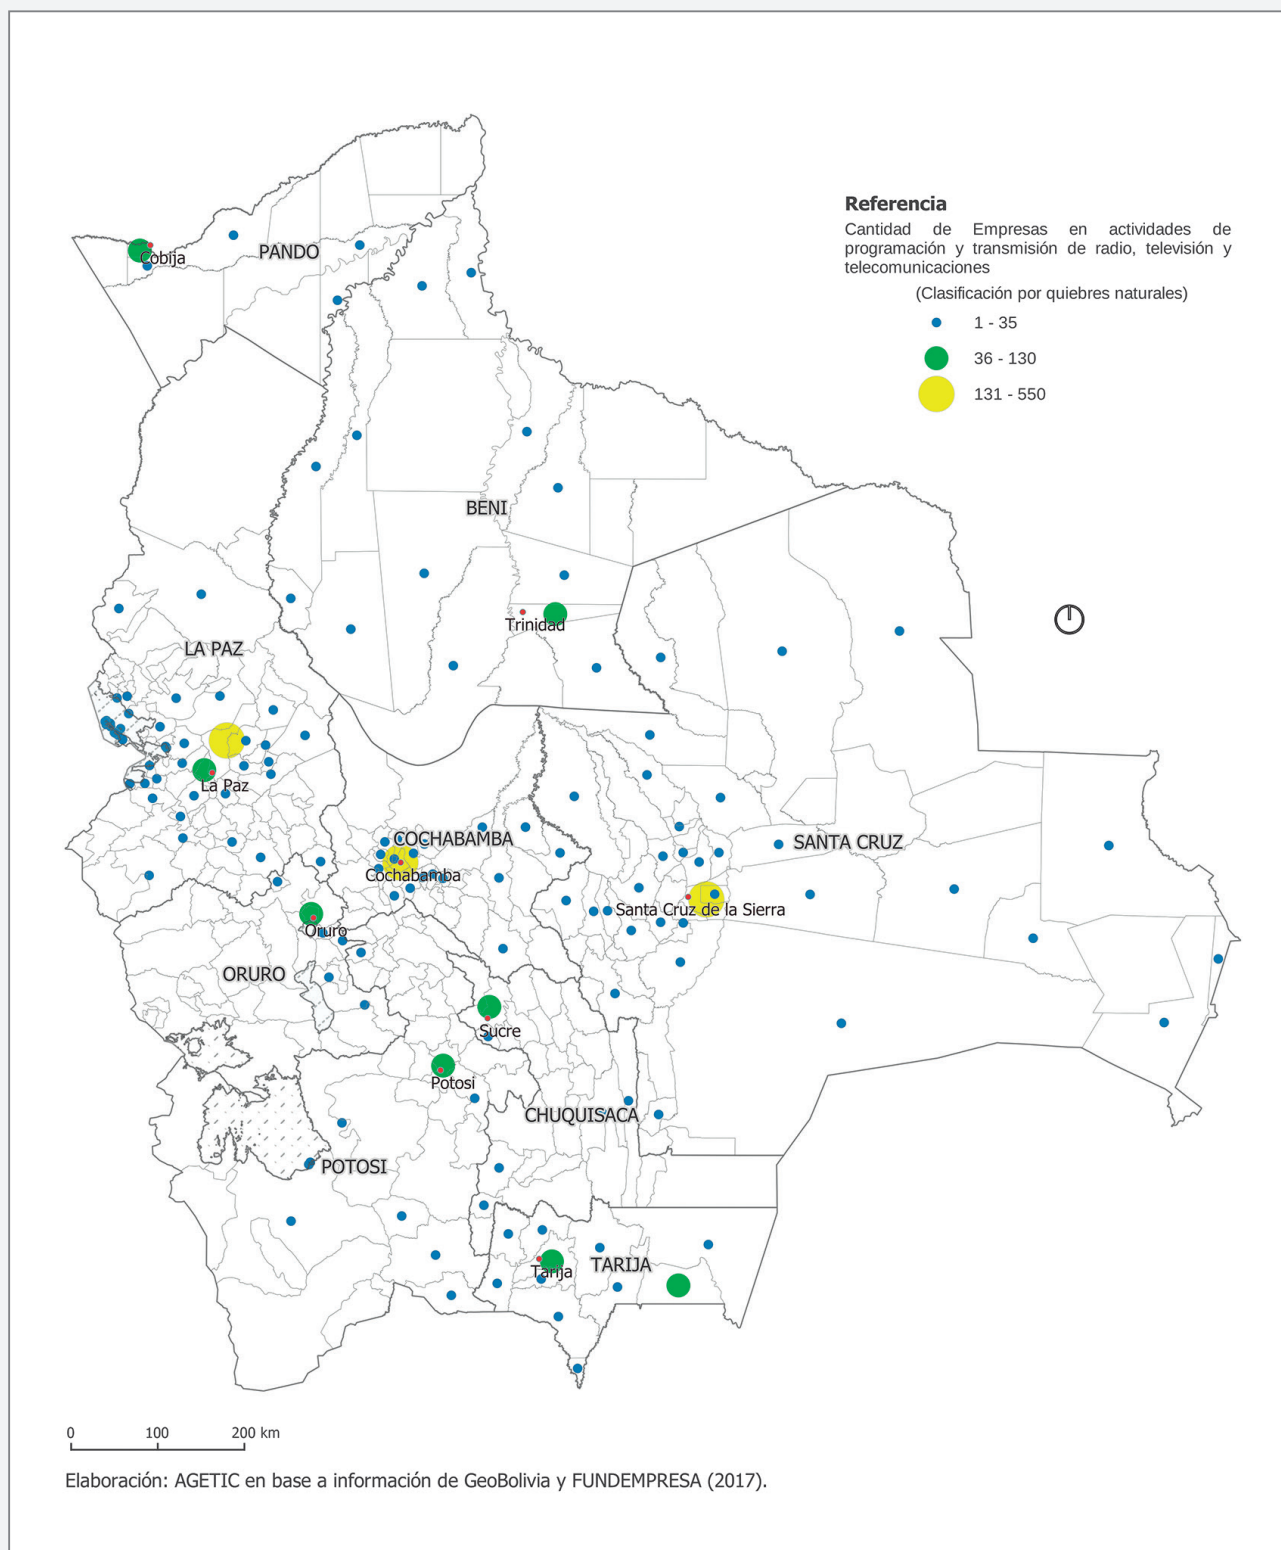 Referencia
Cantidad de Empresas en actividades de
programación y transmisión de radio, televisión y
telecomunicaciones
(Clasificación por quiebres naturales)
1 - 35
36 - 130
131 - 550
PANDO
Cobija
BENI
Trinidad
LA PAZ
La Paz
COCHABAMBA
Cochabamba
SANTA CRUZ
Santa Cruz de la Sierra
Oruro
ORURO
Sucre
Potosi
CHUQUISACA
POTOSI
Tarija
TARIJA
0 100 200 km
Elaboración: AGETIC en base a información de GeoBolivia y FUNDEMPRESA (2017).